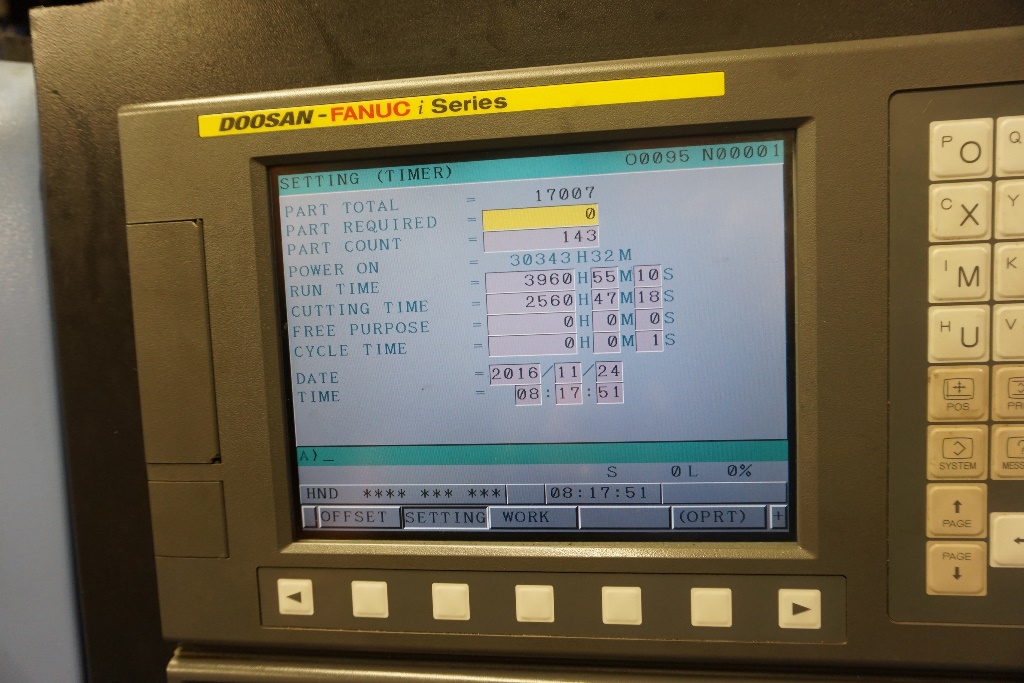 DOOSAN - FANUC i Series
SETTING (TIMER) O0095 N00001
PART TOTAL = 17007
PART REQUIRED = 0
PART COUNT = 143
POWER ON = 30343H32M
RUN TIME = 3960H55M10S
CUTTING TIME = 2560H47M18S
FREE PURPOSE = 0H 0M 0S
CYCLE TIME = 0H 0M 1S
DATE = 2016/11/24
TIME = 08:17:51
A)_
S 0L 0%
HND **** *** *** 08:17:51
OFFSET SETTING WORK (OPRT) +
P O Q
C X Y
I M K
H U V
POS
SYSTEM
PAGE
PAGE